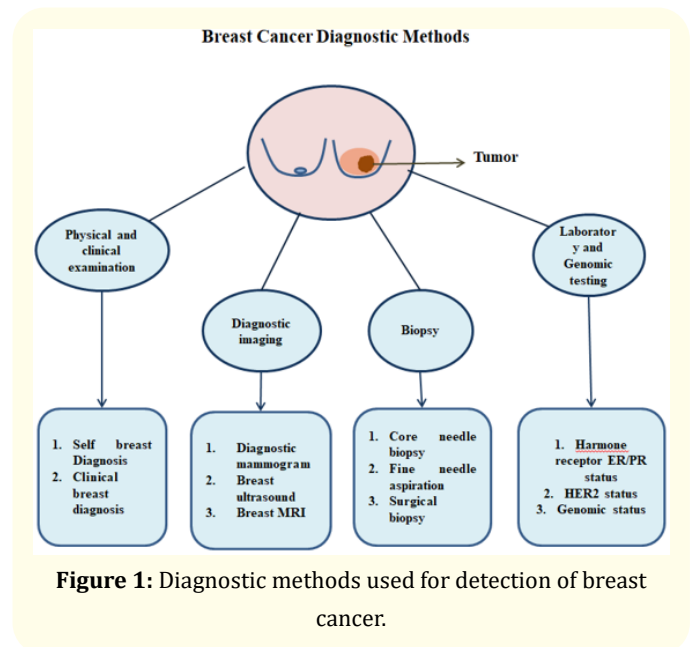 Breast Cancer Diagnostic Methods
Tumor
Physical and
clinical
examination
Diagnostic
imaging
Biopsy
Laborator
y and
Genomic
testing
1. Self breast
Diagnosis
2. Clinical
breast
diagnosis
1. Diagnostic
mammogram
2. Breast
ultrasound
3. Breast MRI
1. Core needle
biopsy
2. Fine needle
aspiration
3. Surgical
biopsy
1. Harmone
receptor ER/PR
status
2. HER2 status
3. Genomic status
Figure 1: Diagnostic methods used for detection of breast
cancer.